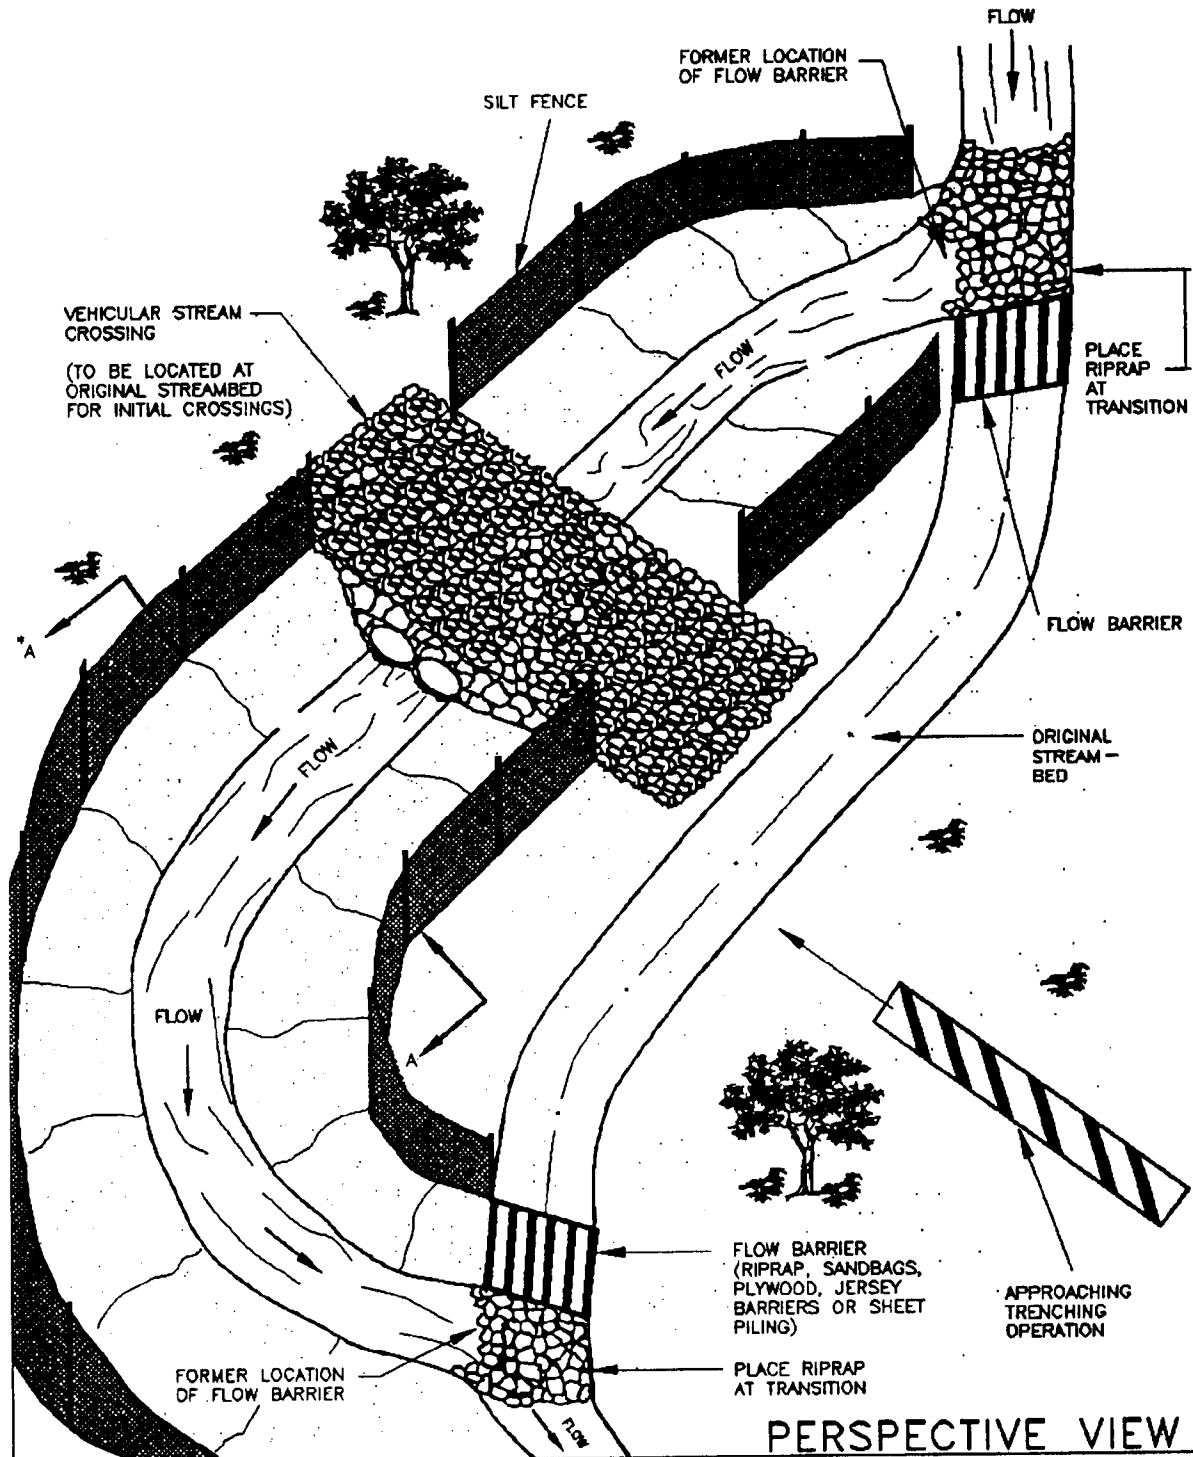 FLOW
FORMER LOCATION
OF FLOW BARRIER
SILT FENCE
VEHICULAR STREAM
CROSSING
(TO BE LOCATED AT
ORIGINAL STREAMBED
FOR INITIAL CROSSINGS)
FLOW
PLACE
RIPRAP
AT
TRANSITION
FLOW BARRIER
*A
FLOW
ORIGINAL
STREAM-
BED
FLOW
A
FLOW BARRIER
(RIPRAP, SANDBAGS,
PLYWOOD, JERSEY
BARRIERS OR SHEET
PILING)
APPROACHING
TRENCHING
OPERATION
FORMER LOCATION
OF FLOW BARRIER
PLACE RIPRAP
AT TRANSITION
FLOW
PERSPECTIVE VIEW